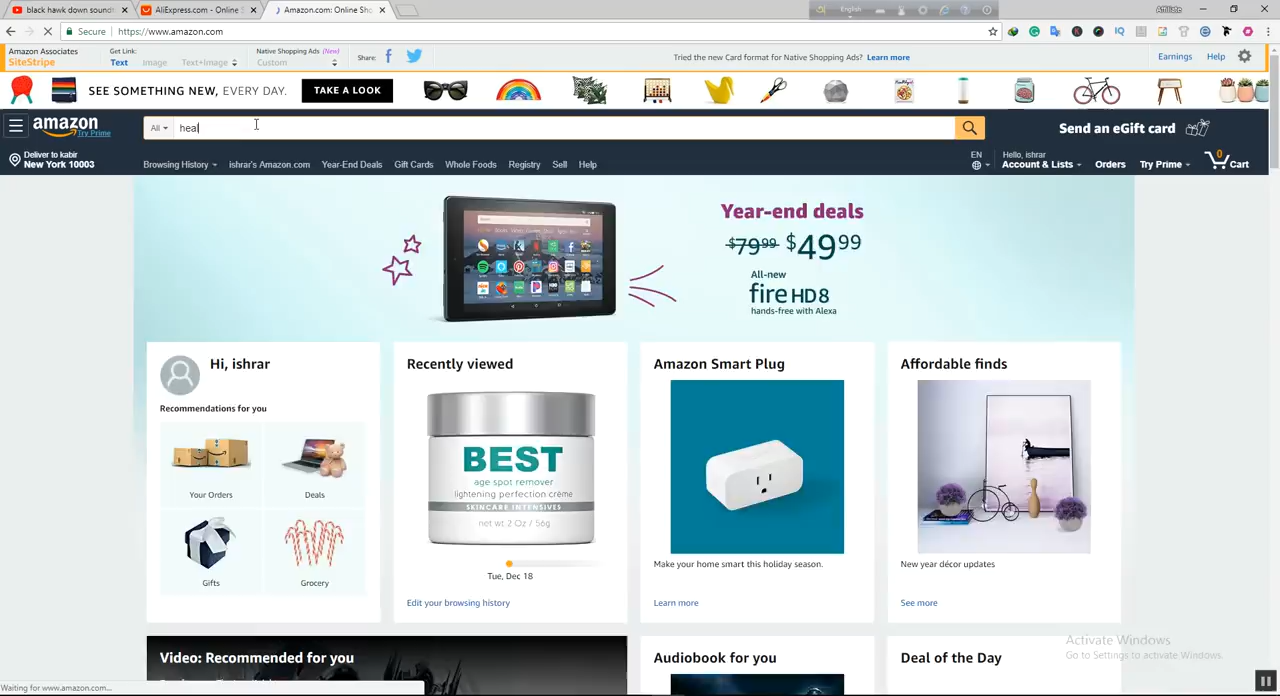 black hawk down sound
AliExpress.com - Online S
Amazon.com: Online Sho
English
Affiliate
Secure
https://www.amazon.com
Amazon Associates
SiteStripe
Get Link:
Text
Image
Text+Image
Native Shopping Ads (New)
Custom
Share:
Tried the new Card format for Native Shopping Ads? Learn more
Earnings
Help
SEE SOMETHING NEW, EVERY DAY.
TAKE A LOOK
amazon
Try Prime
All
heal
Send an eGift card
Deliver to kabir
New York 10003
Browsing History
ishrar's Amazon.com
Year-End Deals
Gift Cards
Whole Foods
Registry
Sell
Help
EN
Hello, ishrar
Account & Lists
Orders
Try Prime
0
Cart
Year-end deals
$79.99 $49.99
All-new
fire HD8
hands-free with Alexa
Hi, ishrar
Recommendations for you
Your Orders
Deals
Gifts
Grocery
Recently viewed
BEST
age spot remover
lightening perfection crème
SKINCARE INTENSIVES
net wt. 2 Oz / 56g
Tue, Dec 18
Edit your browsing history
Amazon Smart Plug
Make your home smart this holiday season.
Learn more
Affordable finds
New year décor updates
See more
Video: Recommended for you
Audiobook for you
Deal of the Day
Activate Windows
Go to Settings to activate Windows.
Waiting for www.amazon.com...